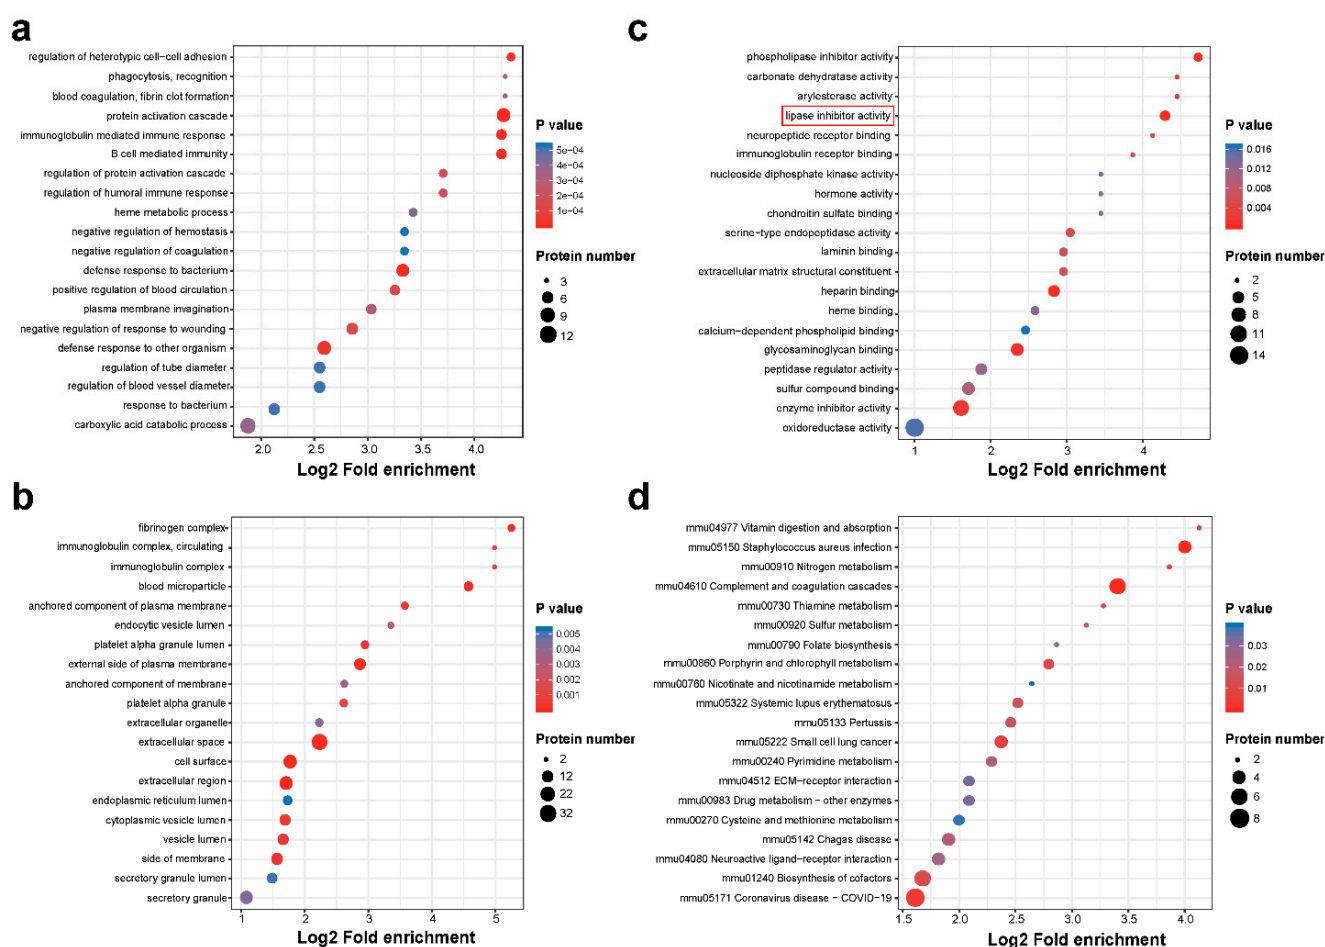 a
regulation of heterotypic cell−cell adhesion
phagocytosis, recognition
blood coagulation, fibrin clot formation
protein activation cascade
immunoglobulin mediated immune response
B cell mediated immunity
regulation of protein activation cascade
regulation of humoral immune response
heme metabolic process
negative regulation of hemostasis
negative regulation of coagulation
defense response to bacterium
positive regulation of blood circulation
plasma membrane invagination
negative regulation of response to wounding
defense response to other organism
regulation of tube diameter
regulation of blood vessel diameter
response to bacterium
carboxylic acid catabolic process
2.0 2.5 3.0 3.5 4.0
Log2 Fold enrichment
P value
5e−04
4e−04
3e−04
2e−04
1e−04
Protein number
3
6
9
12
c
phospholipase inhibitor activity
carbonate dehydratase activity
arylesterase activity
lipase inhibitor activity
neuropeptide receptor binding
immunoglobulin receptor binding
nucleoside diphosphate kinase activity
hormone activity
chondroitin sulfate binding
serine−type endopeptidase activity
laminin binding
extracellular matrix structural constituent
heparin binding
heme binding
calcium−dependent phospholipid binding
glycosaminoglycan binding
peptidase regulator activity
sulfur compound binding
enzyme inhibitor activity
oxidoreductase activity
1 2 3 4
Log2 Fold enrichment
P value
0.016
0.012
0.008
0.004
Protein number
2
5
8
11
14
b
fibrinogen complex
immunoglobulin complex, circulating
immunoglobulin complex
blood microparticle
anchored component of plasma membrane
endocytic vesicle lumen
platelet alpha granule lumen
external side of plasma membrane
anchored component of membrane
platelet alpha granule
extracellular organelle
extracellular space
cell surface
extracellular region
endoplasmic reticulum lumen
cytoplasmic vesicle lumen
vesicle lumen
side of membrane
secretory granule lumen
secretory granule
1 2 3 4 5
Log2 Fold enrichment
P value
0.005
0.004
0.003
0.002
0.001
Protein number
2
12
22
32
d
mmu04977 Vitamin digestion and absorption
mmu05150 Staphylococcus aureus infection
mmu00910 Nitrogen metabolism
mmu04610 Complement and coagulation cascades
mmu00730 Thiamine metabolism
mmu00920 Sulfur metabolism
mmu00790 Folate biosynthesis
mmu00860 Porphyrin and chlorophyll metabolism
mmu00760 Nicotinate and nicotinamide metabolism
mmu05322 Systemic lupus erythematosus
mmu05133 Pertussis
mmu05222 Small cell lung cancer
mmu00240 Pyrimidine metabolism
mmu04512 ECM−receptor interaction
mmu00983 Drug metabolism − other enzymes
mmu00270 Cysteine and methionine metabolism
mmu05142 Chagas disease
mmu04080 Neuroactive ligand−receptor interaction
mmu01240 Biosynthesis of cofactors
mmu05171 Coronavirus disease − COVID−19
1.5 2.0 2.5 3.0 3.5 4.0
Log2 Fold enrichment
P value
0.03
0.02
0.01
Protein number
2
4
6
8